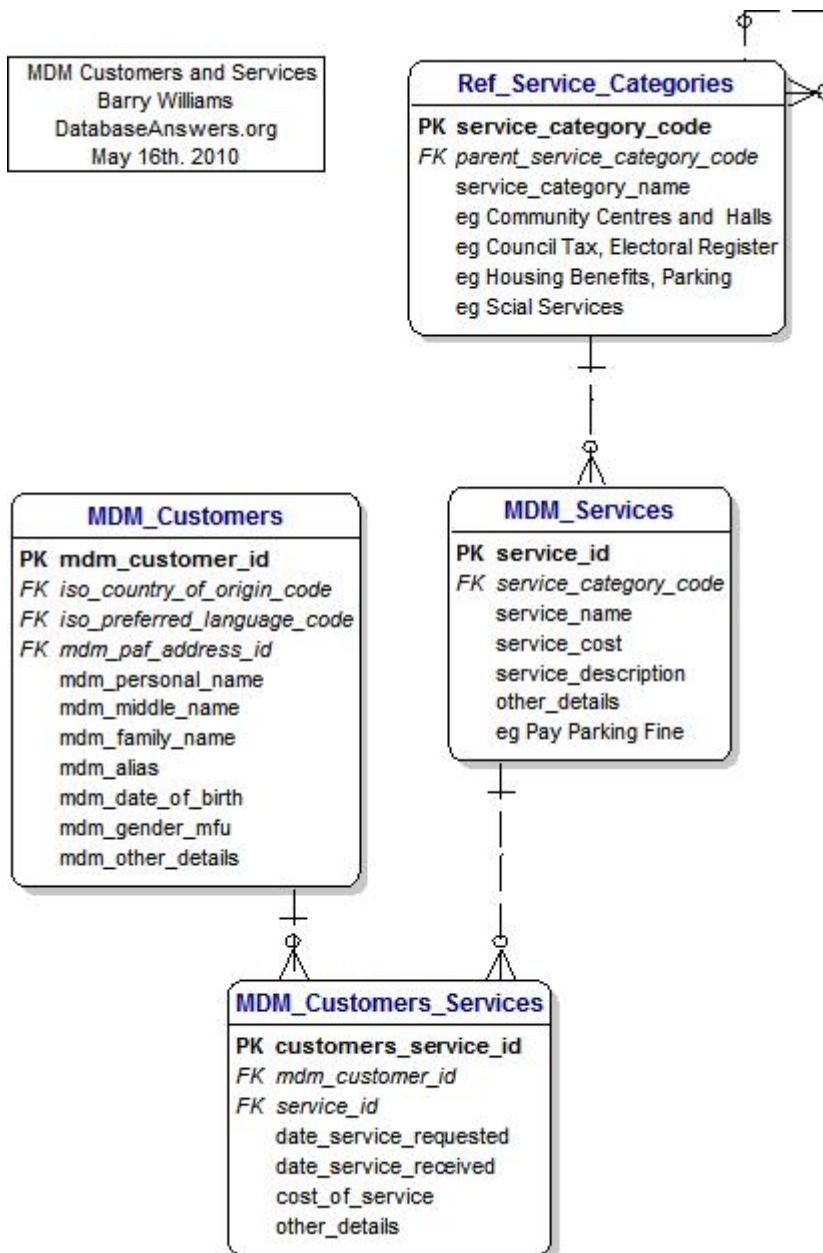 MDM Customers and Services
Barry Williams
DatabaseAnswers.org
May 16th. 2010
Ref_Service_Categories
PK service_category_code
FK parent_service_category_code
service_category_name
eg Community Centres and Halls
eg Council Tax, Electoral Register
eg Housing Benefits, Parking
eg Scial Services
MDM_Customers
PK mdm_customer_id
FK iso_country_of_origin_code
FK iso_preferred_language_code
FK mdm_paf_address_id
mdm_personal_name
mdm_middle_name
mdm_family_name
mdm_alias
mdm_date_of_birth
mdm_gender_mfu
mdm_other_details
MDM_Services
PK service_id
FK service_category_code
service_name
service_cost
service_description
other_details
eg Pay Parking Fine
MDM_Customers_Services
PK customers_service_id
FK mdm_customer_id
FK service_id
date_service_requested
date_service_received
cost_of_service
other_details